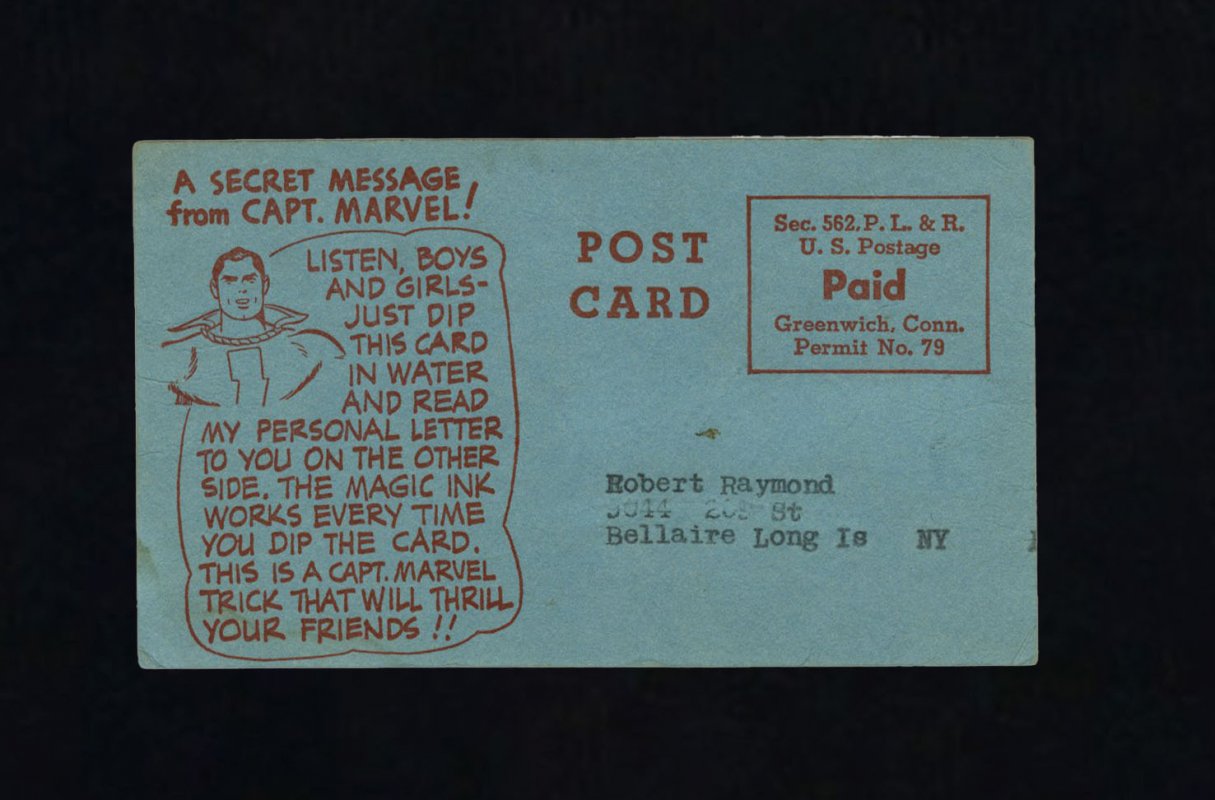 A SECRET MESSAGE
from CAPT. MARVEL!
LISTEN, BOYS
AND GIRLS-
JUST DIP
THIS CARD
IN WATER
AND READ
MY PERSONAL LETTER
TO YOU ON THE OTHER
SIDE. THE MAGIC INK
WORKS EVERY TIME
YOU DIP THE CARD.
THIS IS A CAPT. MARVEL
TRICK THAT WILL THRILL
YOUR FRIENDS !!
POST
CARD
Sec. 562, P. L. & R.
U. S. Postage
Paid
Greenwich, Conn.
Permit No. 79
Robert Raymond
St
Bellaire Long Is NY